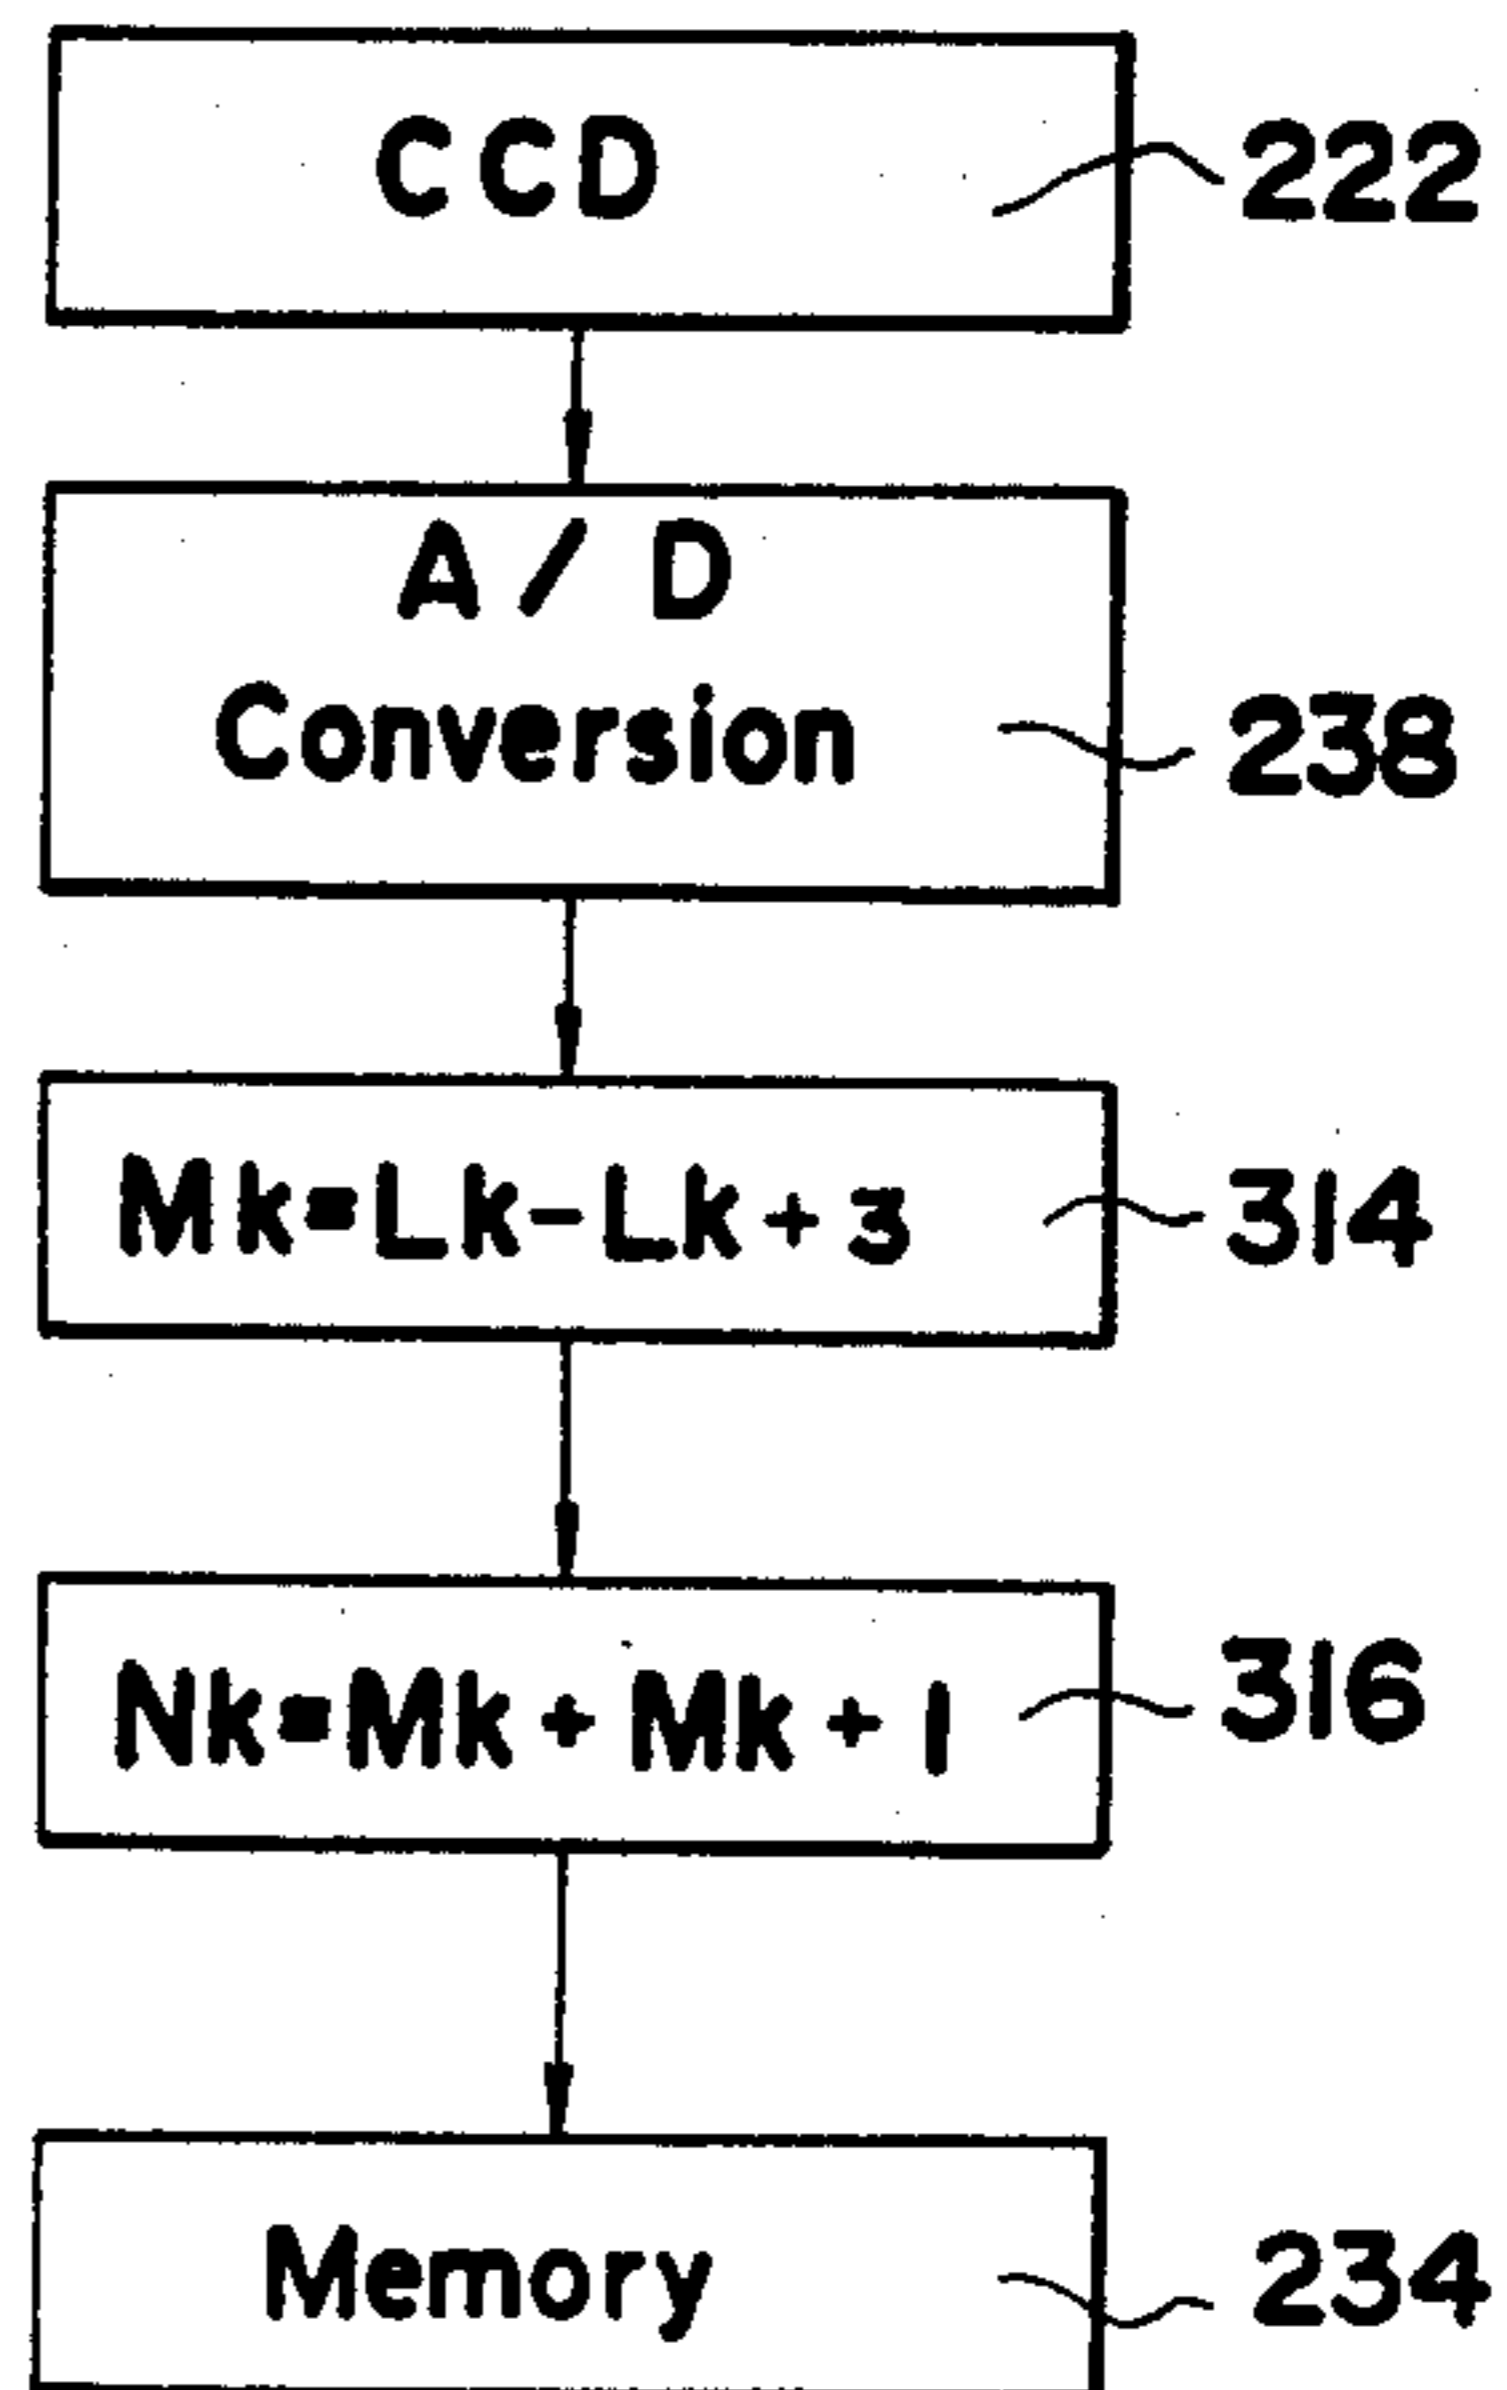 CCD 222
A / D
Conversion 238
Mk=Lk-Lk+3 314
Nk=Mk+Mk+1 316
Memory 234